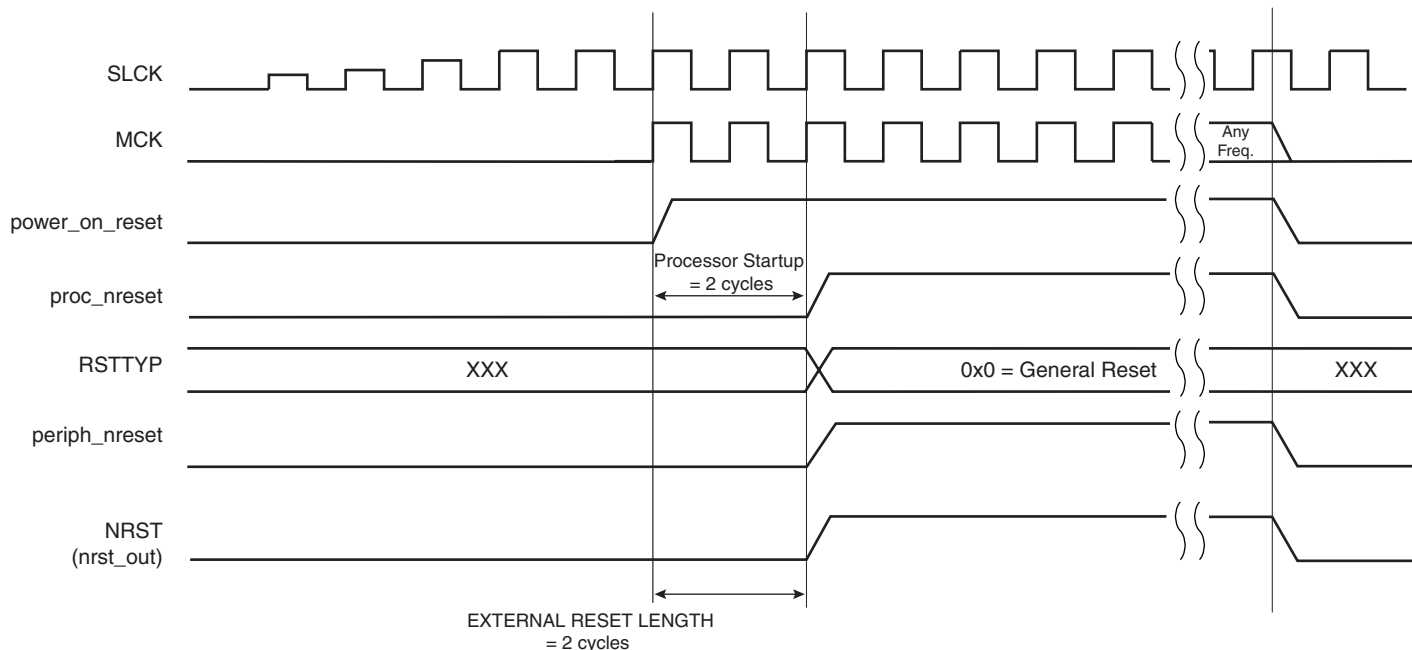 SLCK
MCK
Any
Freq.
power_on_reset
Processor Startup
= 2 cycles
proc_nreset
RSTTYP
XXX
0x0 = General Reset
XXX
periph_nreset
NRST
(nrst_out)
EXTERNAL RESET LENGTH
= 2 cycles